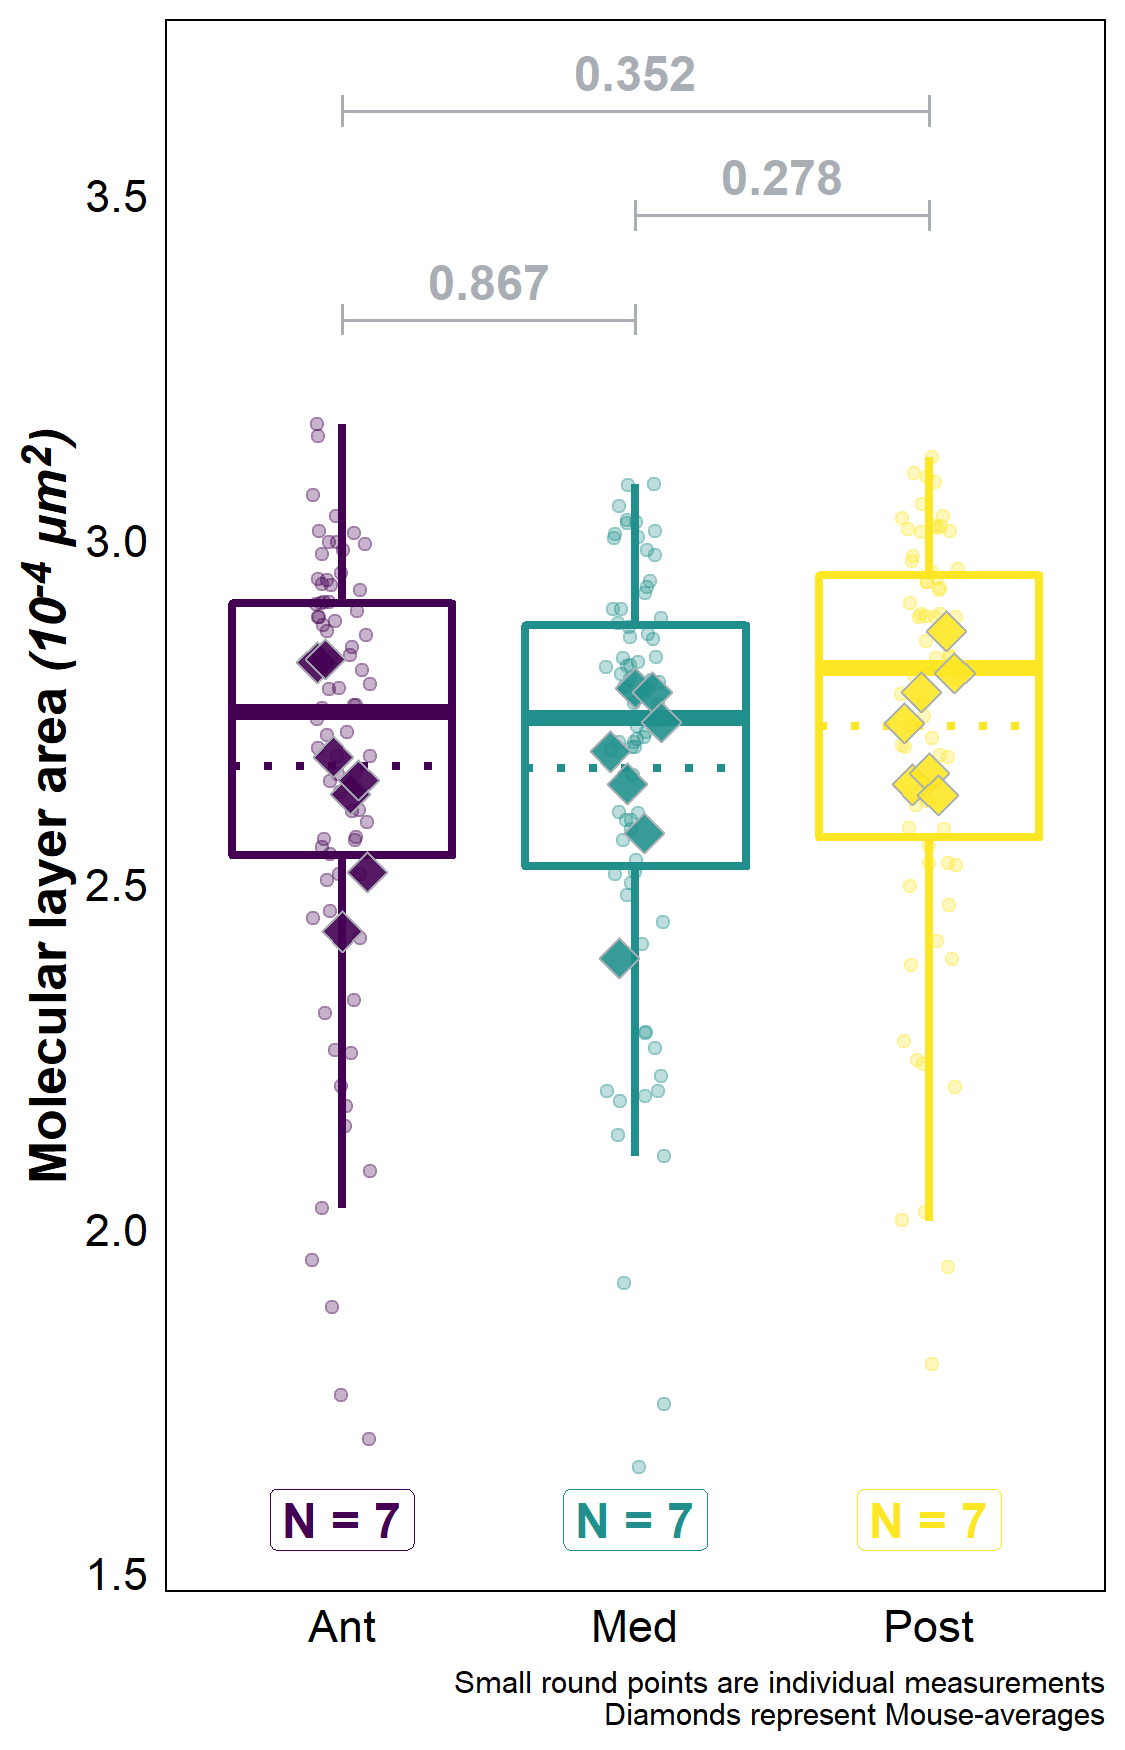 0.352
3.5
0.278
0.867
Molecular layer area (10⁻⁴ µm²)
3.0
2.5
2.0
1.5
N = 7
N = 7
N = 7
Ant
Med
Post
Small round points are individual measurements
Diamonds represent Mouse-averages